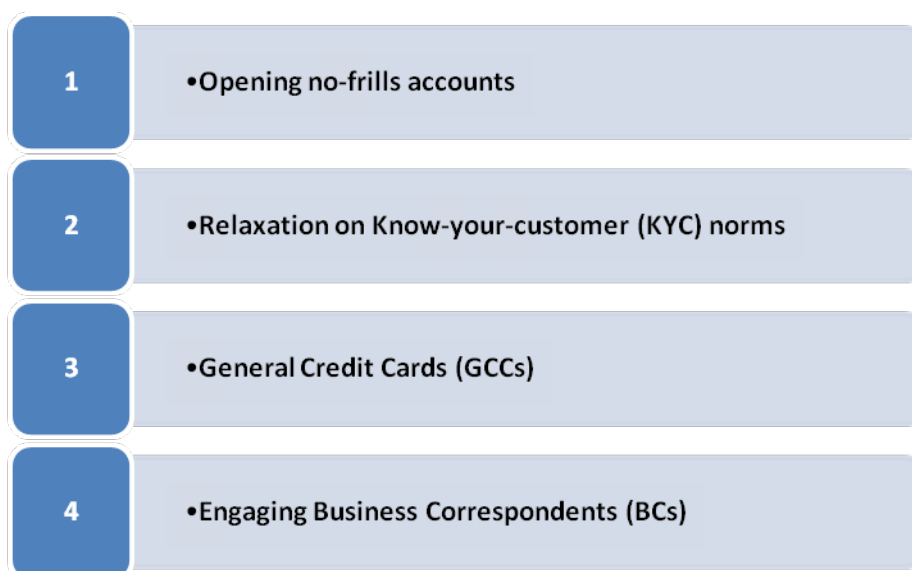 1
•Opening no-frills accounts
2
•Relaxation on Know-your-customer (KYC) norms
3
•General Credit Cards (GCCs)
4
•Engaging Business Correspondents (BCs)